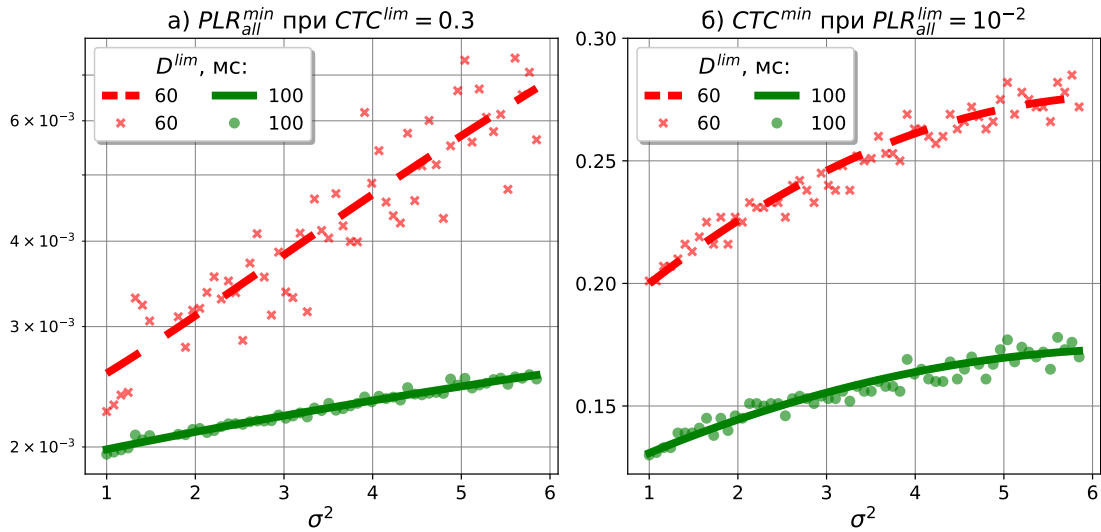 а) PLR_all^min при CTC^lim = 0.3
D^lim, мс:
60 100
60 100
6 × 10^−3
4 × 10^−3
3 × 10^−3
2 × 10^−3
1 2 3 4 5 6
σ^2
б) CTC^min при PLR_all^lim = 10^−2
D^lim, мс:
60 100
60 100
0.30
0.25
0.20
0.15
1 2 3 4 5 6
σ^2